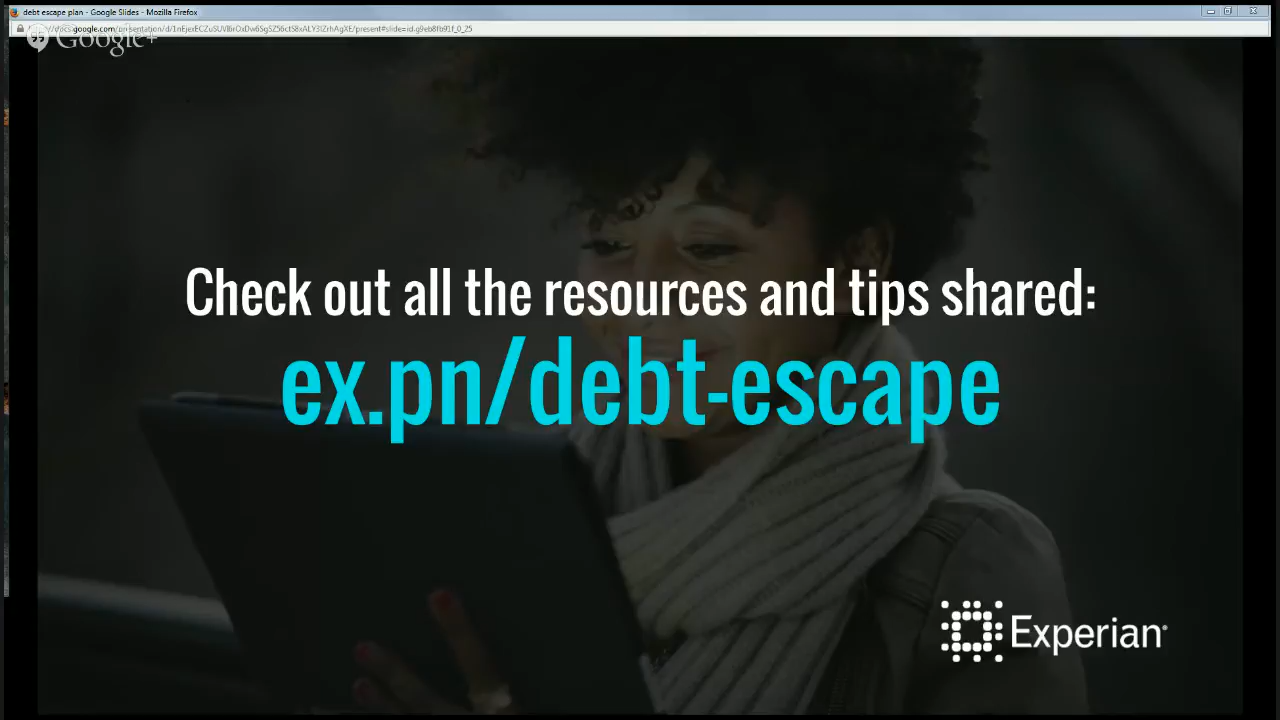 debt escape plan - Google Slides - Mozilla Firefox
Google+
Check out all the resources and tips shared:
ex.pn/debt-escape
Experian